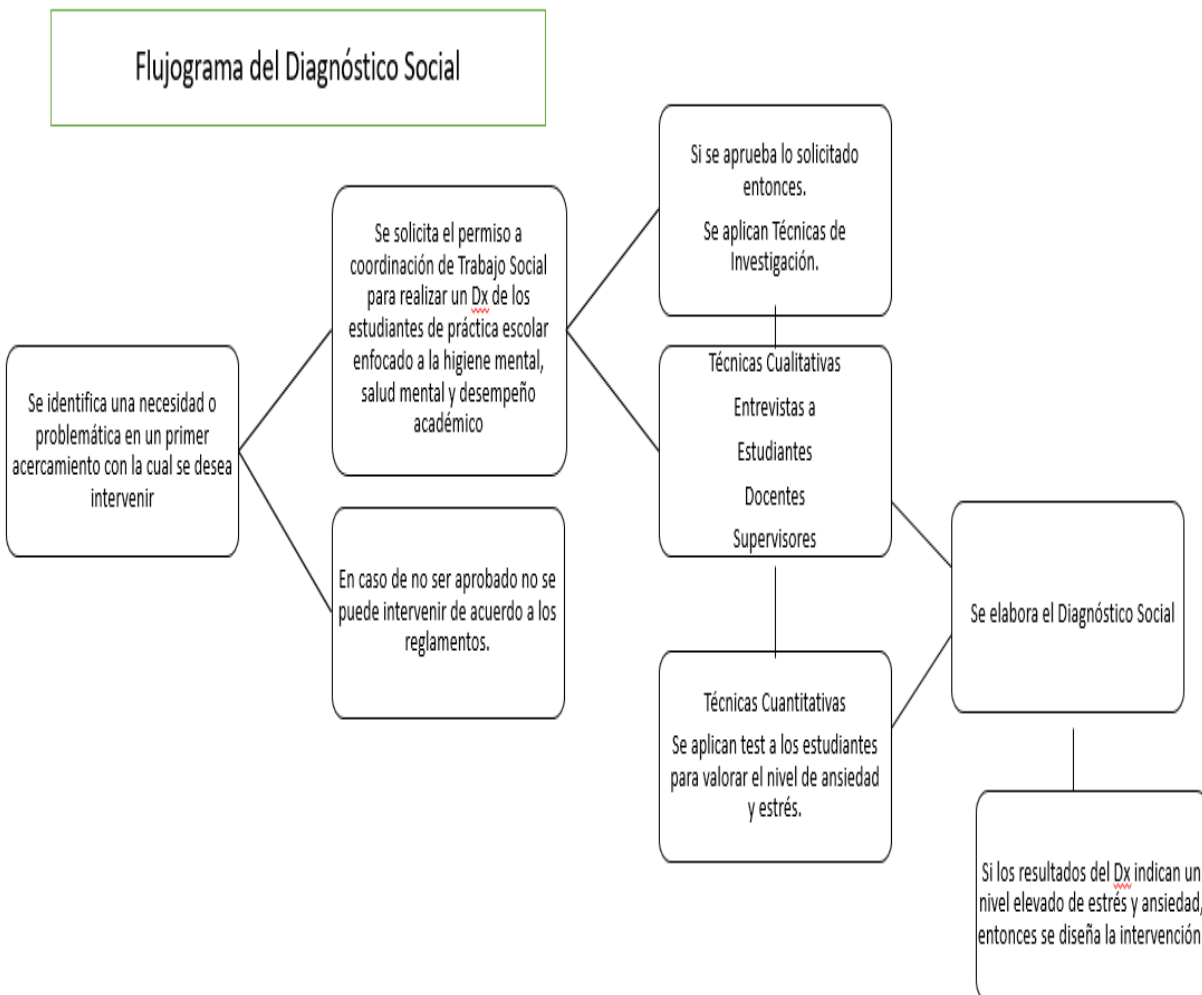 Flujograma del Diagnóstico Social
Se identifica una necesidad o
problemática en un primer
acercamiento con la cual se desea
intervenir
Se solicita el permiso a
coordinación de Trabajo Social
para realizar un Dx de los
estudiantes de práctica escolar
enfocado a la higiene mental,
salud mental y desempeño
académico
En caso de no ser aprobado no se
puede intervenir de acuerdo a los
reglamentos.
Si se aprueba lo solicitado
entonces.
Se aplican Técnicas de
Investigación.
Técnicas Cualitativas
Entrevistas a
Estudiantes
Docentes
Supervisores
Técnicas Cuantitativas
Se aplican test a los estudiantes
para valorar el nivel de ansiedad
y estrés.
Se elabora el Diagnóstico Social
Si los resultados del Dx indican un
nivel elevado de estrés y ansiedad,
entonces se diseña la intervención